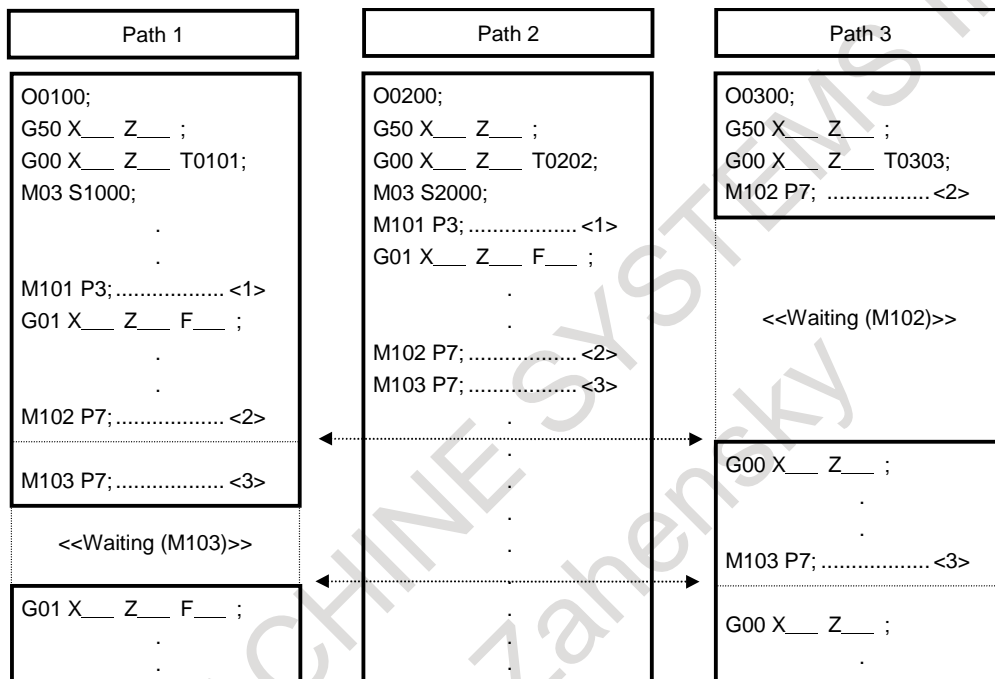 Path 1
O0100;
G50 X___ Z___ ;
G00 X___ Z___ T0101;
M03 S1000;
.
.
M101 P3; .................. <1>
G01 X___ Z___ F___ ;
.
.
M102 P7; .................. <2>
M103 P7; .................. <3>
<<Waiting (M103)>>
G01 X___ Z___ F___ ;
.
.
Path 2
O0200;
G50 X___ Z___ ;
G00 X___ Z___ T0202;
M03 S2000;
M101 P3; .................. <1>
G01 X___ Z___ F___ ;
.
.
M102 P7; .................. <2>
M103 P7; .................. <3>
.
.
.
.
.
.
.
.
.
Path 3
O0300;
G50 X___ Z___ ;
G00 X___ Z___ T0303;
M102 P7; ................. <2>
<<Waiting (M102)>>
G00 X___ Z___ ;
.
.
M103 P7; .................. <3>
G00 X___ Z___ ;
.
CHINE SYSTEMS
Zahensky